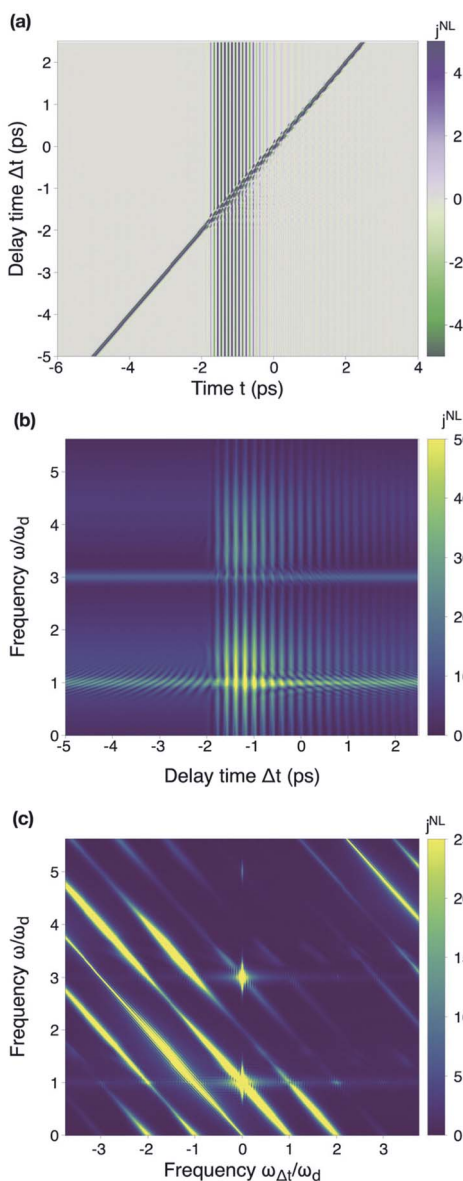 (a)
j^NL
Delay time Δt (ps)
2
1
0
-1
-2
-3
-4
-5
-6 -4 -2 0 2 4
Time t (ps)
4
2
0
-2
-4
(b)
j^NL
Frequency ω/ω_d
5
4
3
2
1
0
-5 -4 -3 -2 -1 0 1 2
Delay time Δt (ps)
0
(c)
j^NL
Frequency ω/ω_d
5
4
3
2
1
0
-3 -2 -1 0 1 2 3
Frequency ω_Δt/ω_d
5
0